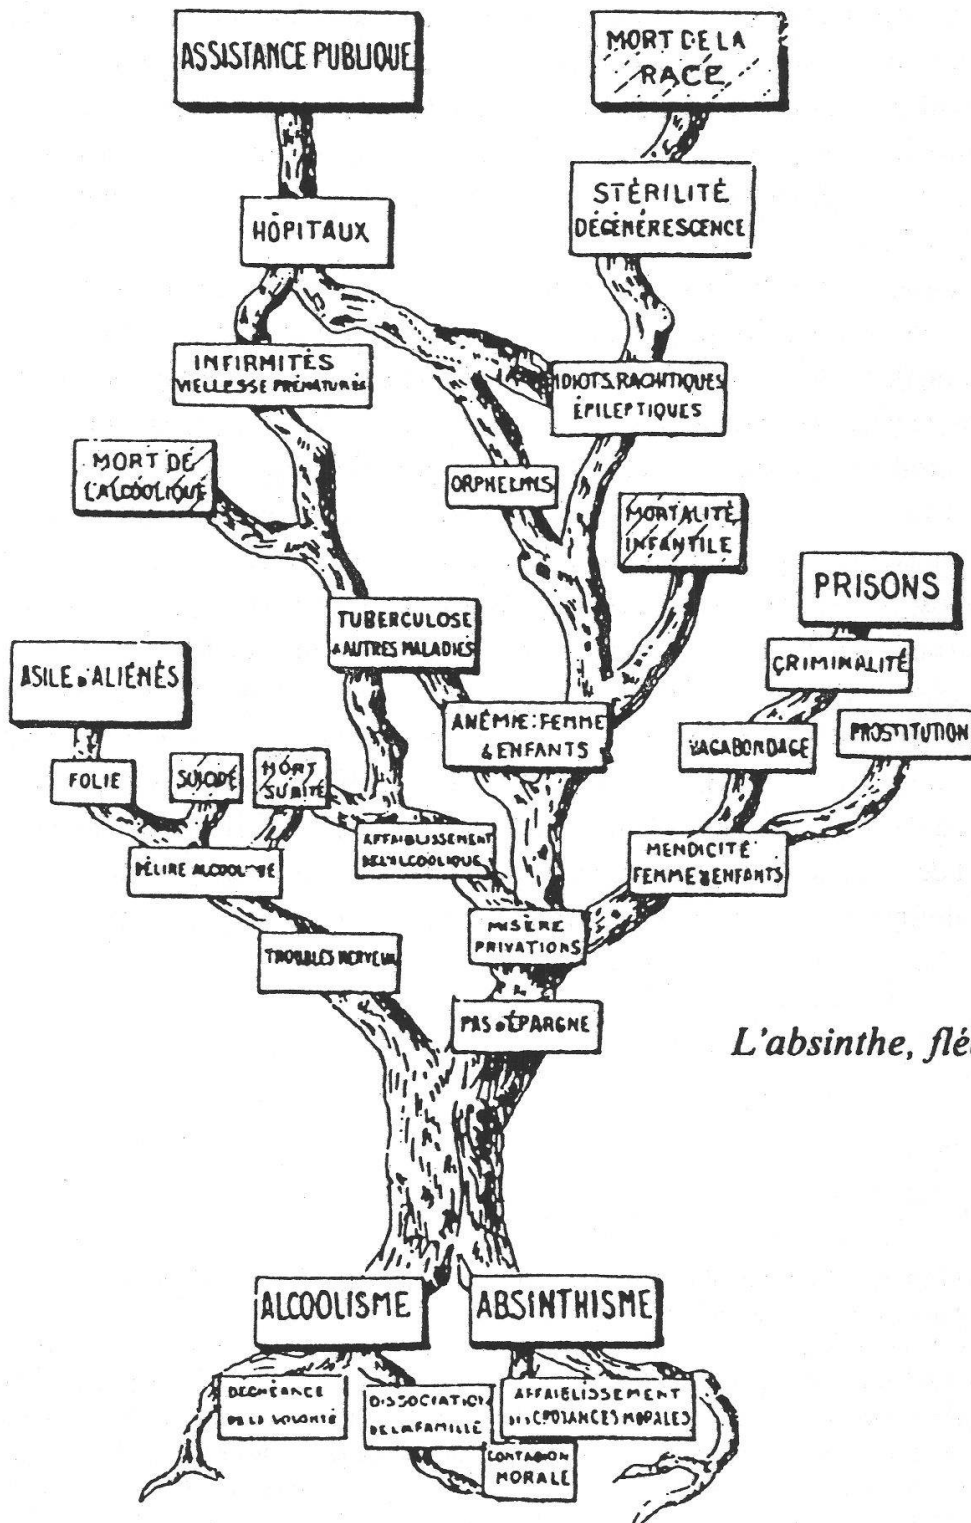 ASSISTANCE PUBLIQUE
MORT DE LA
RACE
STÉRILITÉ
DÉGÉNÉRESCENCE
HÔPITAUX
INFIRMITÉS
VIELLESSE PRÉMATURÉE
IDIOTS, RACHITIQUES
ÉPILEPTIQUES
MORT DE
L'ALCOOLIQUE
ORPHELINS
MORTALITÉ
INFANTILE
PRISONS
TUBERCULOSE
& AUTRES MALADIES
CRIMINALITÉ
ASILE D'ALIÉNÉS
ANÉMIE: FEMME
& ENFANTS
VAGABONDAGE
PROSTITUTION
FOLIE
SUICIDE
MORT
SUBITE
AFFAIBLISSEMENT
DE L'ALCOOLIQUE
MENDICITÉ
FEMME & ENFANTS
DÉLIRE ALCOOLIQUE
MISÈRE
PRIVATIONS
TROUBLES NERVEUX
PAS D'ÉPARGNE
L'absinthe, flé
ALCOOLISME
ABSINTHISME
DECHÉANCE
DE LA VOLONTÉ
DISSOCIATION
DE LA FAMILLE
AFFAIBLISSEMENT
DES CROYANCES MORALES
CONTAGION
MORALE